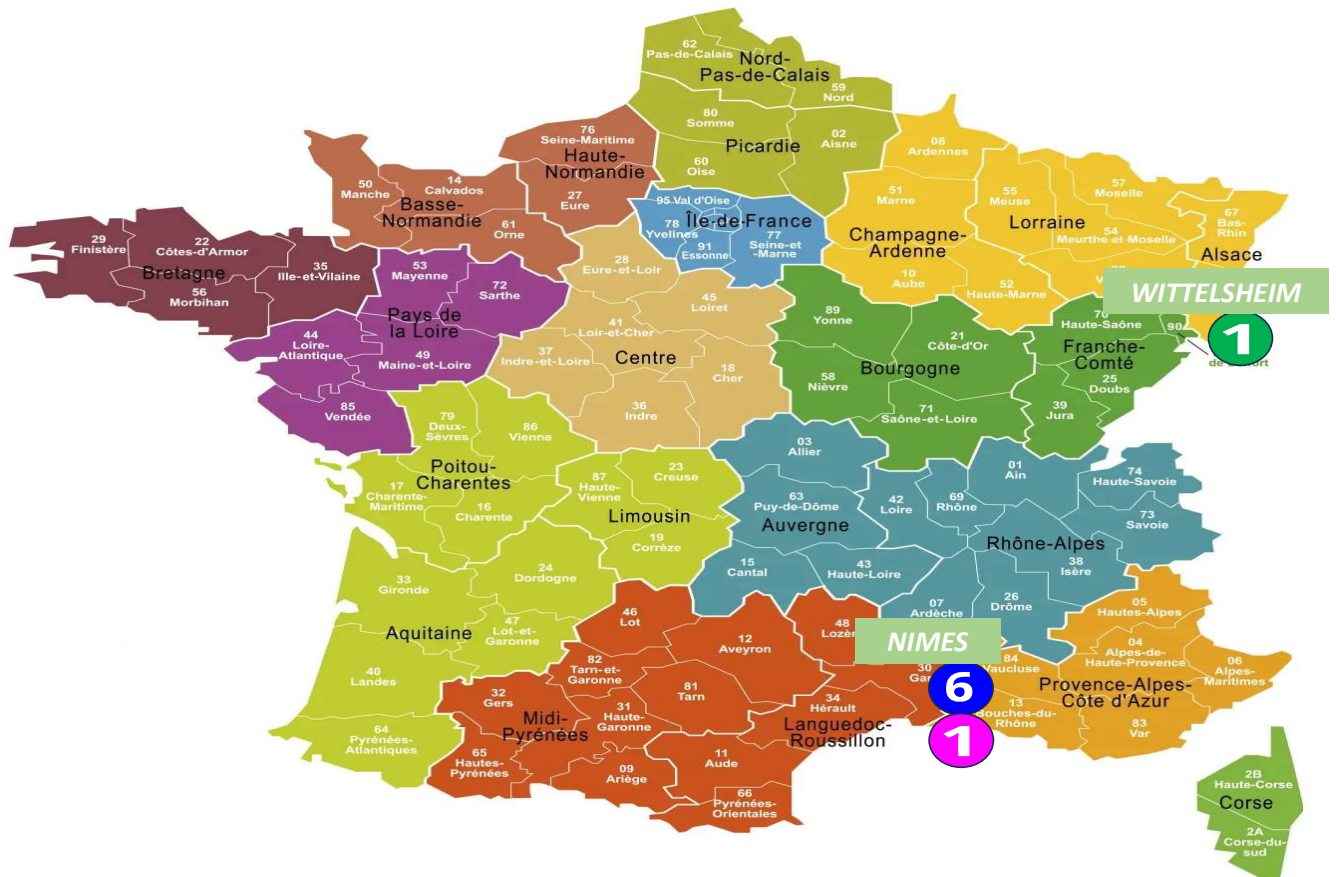 62
Pas-de-Calais
Nord-
Pas-de-Calais
59
Nord
80
Somme
02
Aisne
Picardie
60
Oise
76
Seine-Maritime
Haute-
Normandie
27
Eure
50
Manche
14
Calvados
Basse-
Normandie
61
Orne
95 Val d'Oise
Île-de-France
78
Yvelines
91
Essonne
77
Seine-et
-Marne
08
Ardennes
51
Marne
Champagne-
Ardenne
10
Aube
52
Haute-Marne
55
Meuse
57
Moselle
Lorraine
54
Meurthe-et-Moselle
67
Bas-
Rhin
Alsace
WITTELSHEIM
1
29
Finistère
22
Côtes-d'Armor
Bretagne
35
Ille-et-Vilaine
56
Morbihan
53
Mayenne
72
Sarthe
Pays de
la Loire
44
Loire-
Atlantique
49
Maine-et-Loire
85
Vendée
28
Eure-et-Loir
45
Loiret
41
Loir-et-Cher
37
Indre-et-Loire
Centre
18
Cher
36
Indre
89
Yonne
21
Côte-d'Or
58
Nièvre
Bourgogne
71
Saône-et-Loire
70
Haute-Saône
90
Franche-
Comté
25
Doubs
39
Jura
79
Deux-
Sèvres
86
Vienne
Poitou-
Charentes
17
Charente-
Maritime
16
Charente
87
Haute-
Vienne
23
Creuse
Limousin
19
Corrèze
03
Allier
63
Puy-de-Dôme
Auvergne
15
Cantal
43
Haute-Loire
42
Loire
69
Rhône
01
Ain
74
Haute-Savoie
73
Savoie
Rhône-Alpes
38
Isère
07
Ardèche
26
Drôme
24
Dordogne
33
Gironde
Aquitaine
47
Lot-et-
Garonne
40
Landes
64
Pyrénées-
Atlantiques
46
Lot
12
Aveyron
82
Tarn-et-
Garonne
81
Tarn
32
Gers
Midi-
Pyrénées
31
Haute-
Garonne
65
Hautes-
Pyrénées
09
Ariège
48
NIMES
30
6
1
34
Hérault
Languedoc-
Roussillon
11
Aude
66
Pyrénées-
Orientales
05
Hautes-Alpes
84
Vaucluse
04
Alpes-de-
Haute-Provence
06
Alpes-
Maritimes
Provence-Alpes-
Côte d'Azur
13
Bouches-du-
Rhône
83
Var
2B
Haute-Corse
Corse
2A
Corse-du-
sud